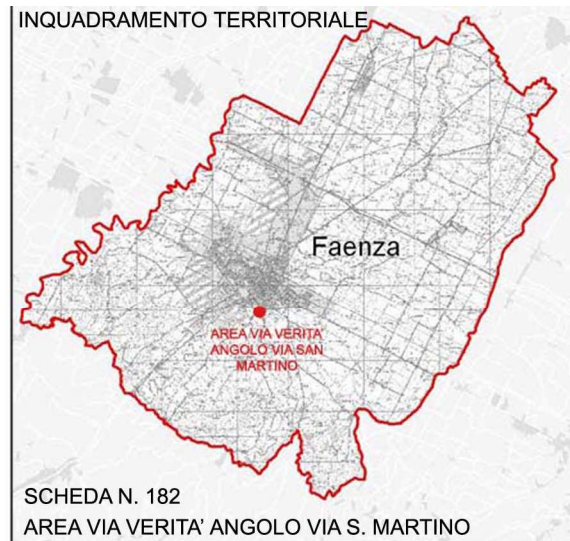 INQUADRAMENTO TERRITORIALE
Faenza
AREA VIA VERITA'
ANGOLO VIA SAN
MARTINO
SCHEDA N. 182
AREA VIA VERITA' ANGOLO VIA S. MARTINO